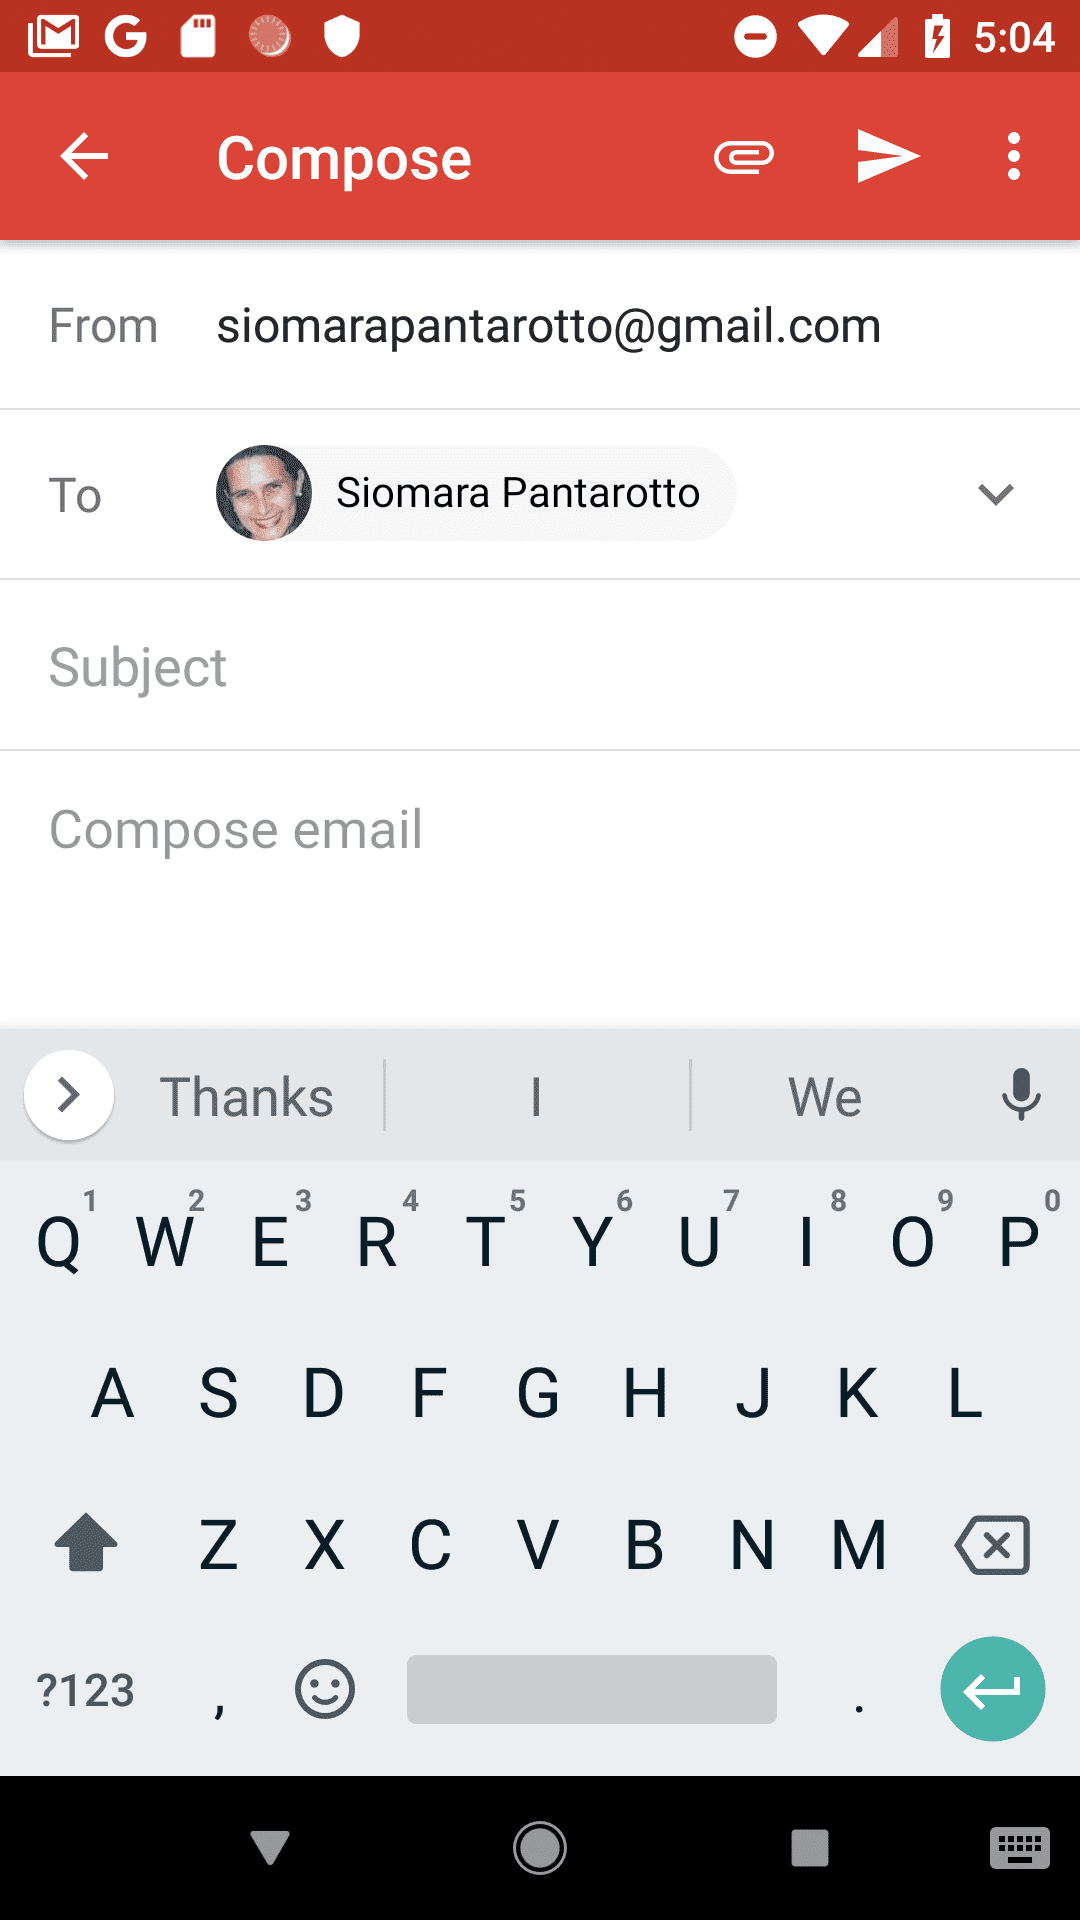 5:04
Compose
From siomarapantarotto@gmail.com
To Siomara Pantarotto
Subject
Compose email
Thanks I We
1 2 3 4 5 6 7 8 9 0
Q W E R T Y U I O P
A S D F G H J K L
Z X C V B N M
?123 , .